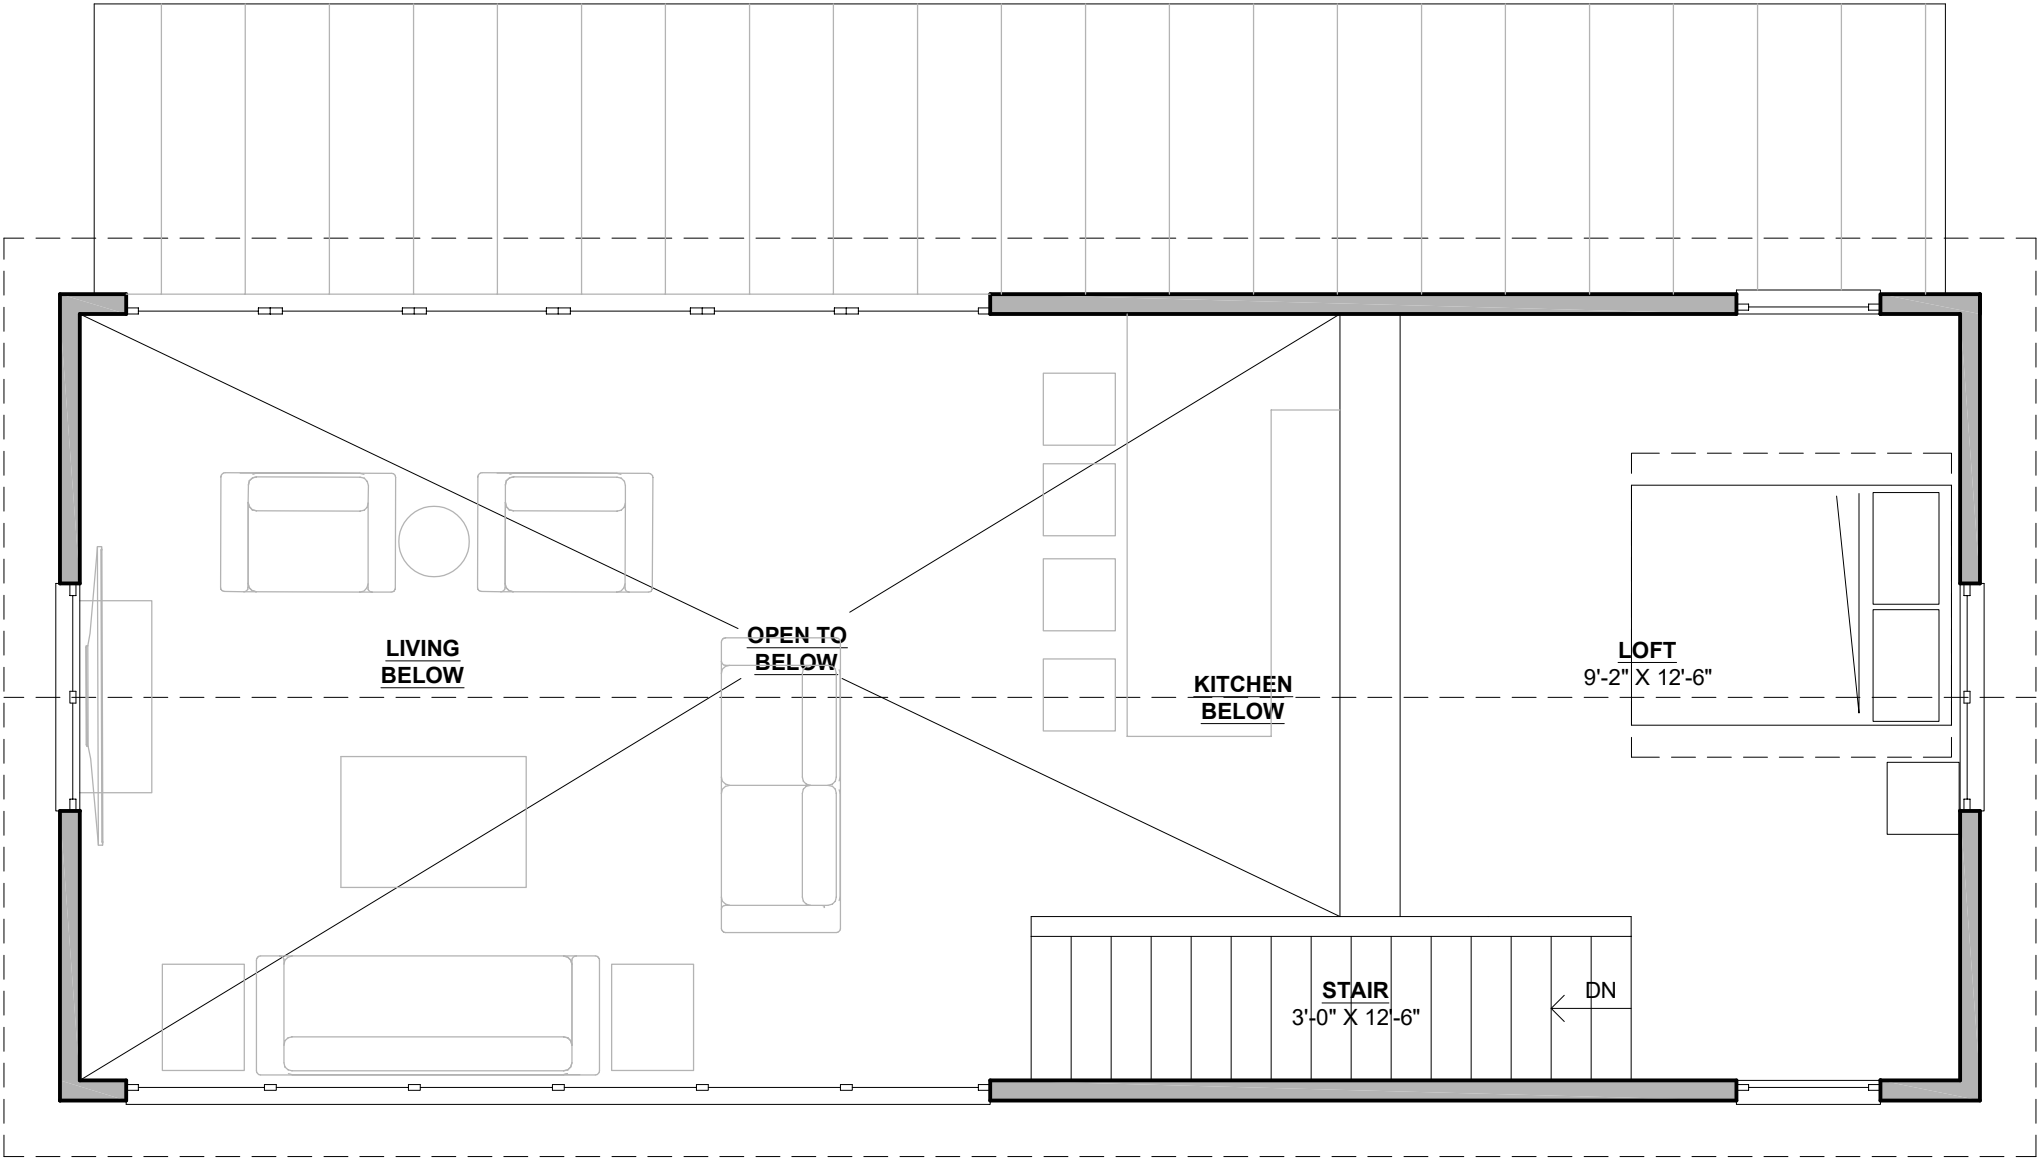 OPEN TO
BELOW
LIVING
BELOW
KITCHEN
BELOW
LOFT
9'-2" X 12'-6"
STAIR
3'-0" X 12'-6"
DN